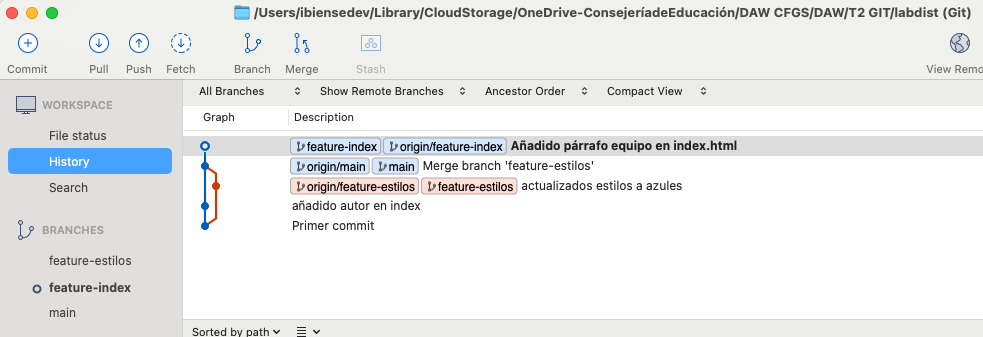 /Users/ibiensedev/Library/CloudStorage/OneDrive-ConsejeríadeEducación/DAW CFGS/DAW/T2 GIT/labdist (Git)
Commit Pull Push Fetch Branch Merge Stash View Remo
All Branches Show Remote Branches Ancestor Order Compact View
WORKSPACE
File status
History
Search
BRANCHES
feature-estilos
feature-index
main
Graph Description
feature-index origin/feature-index Añadido párrafo equipo en index.html
origin/main main Merge branch 'feature-estilos'
origin/feature-estilos feature-estilos actualizados estilos a azules
añadido autor en index
Primer commit
Sorted by path